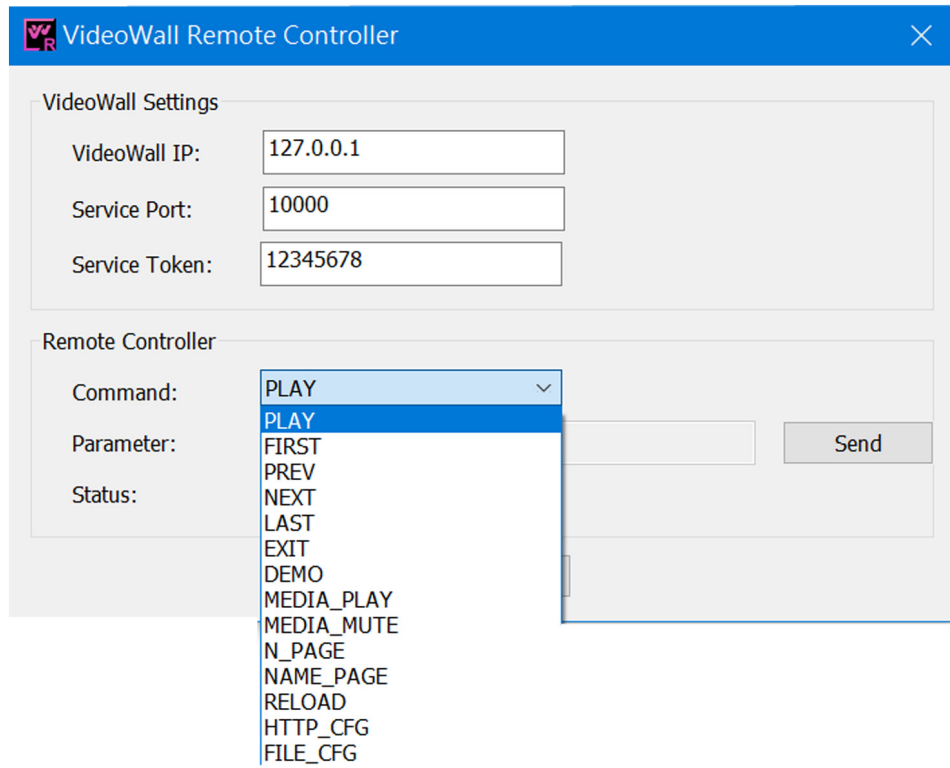 VideoWall Remote Controller
VideoWall Settings
VideoWall IP: 127.0.0.1
Service Port: 10000
Service Token: 12345678
Remote Controller
Command: PLAY
PLAY
Parameter:
FIRST
Send
PREV
Status:
NEXT
LAST
EXIT
DEMO
MEDIA_PLAY
MEDIA_MUTE
N_PAGE
NAME_PAGE
RELOAD
HTTP_CFG
FILE_CFG